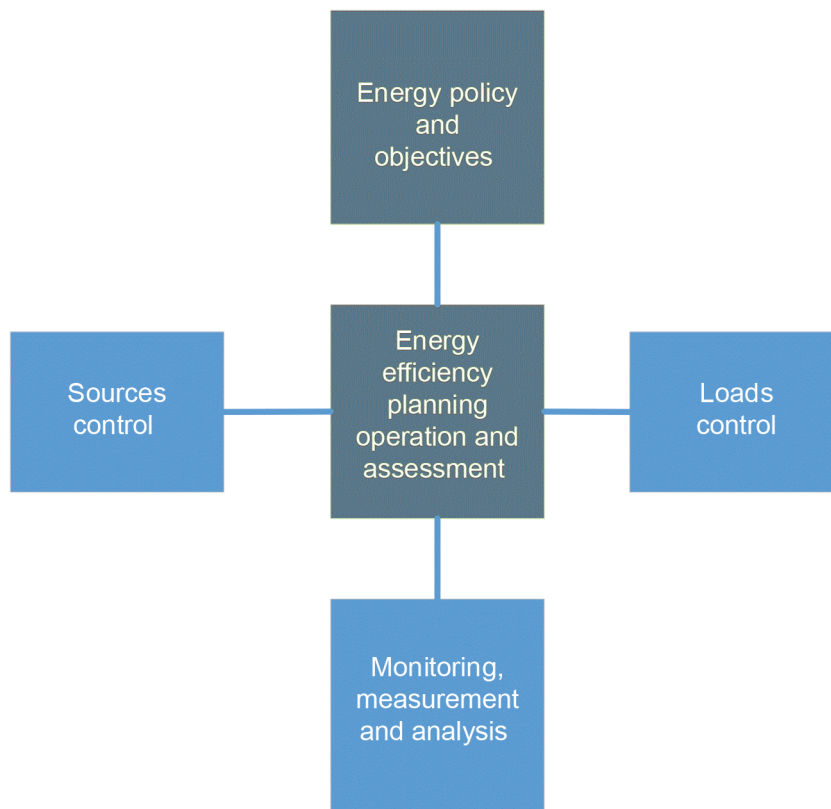 Energy policy
and
objectives
Energy
efficiency
planning
operation and
assessment
Sources
control
Loads
control
Monitoring,
measurement
and analysis